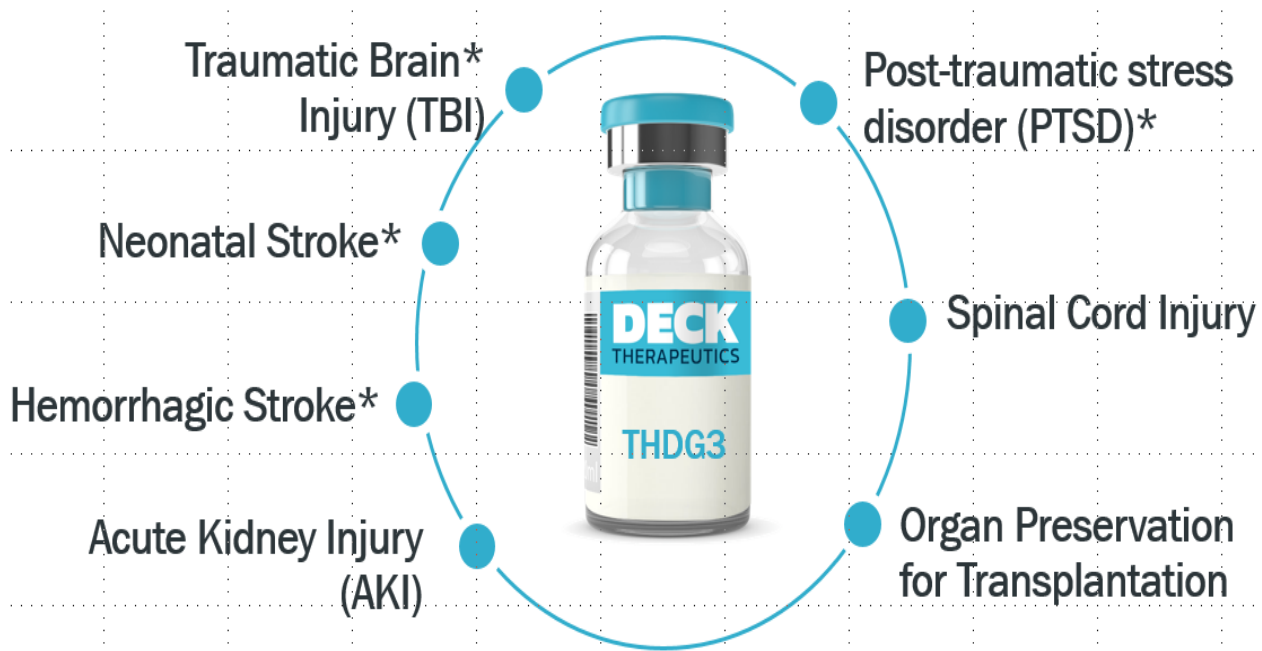 Traumatic Brain*
Injury (TBI)
Post-traumatic stress
disorder (PTSD)*
Neonatal Stroke*
Spinal Cord Injury
DECK
THERAPEUTICS
Hemorrhagic Stroke*
THDG3
Acute Kidney Injury
(AKI)
Organ Preservation
for Transplantation